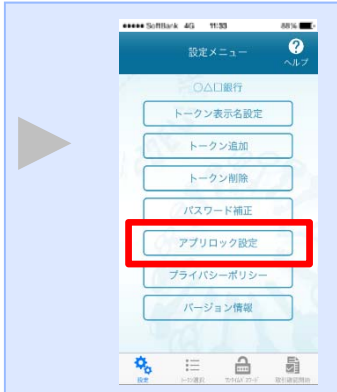 SoftBank 4G 11:33 88%
設定メニュー
?
ヘルプ
○△□銀行
トークン表示名設定
トークン追加
トークン削除
パスワード補正
アプリロック設定
プライバシーポリシー
バージョン情報
設定